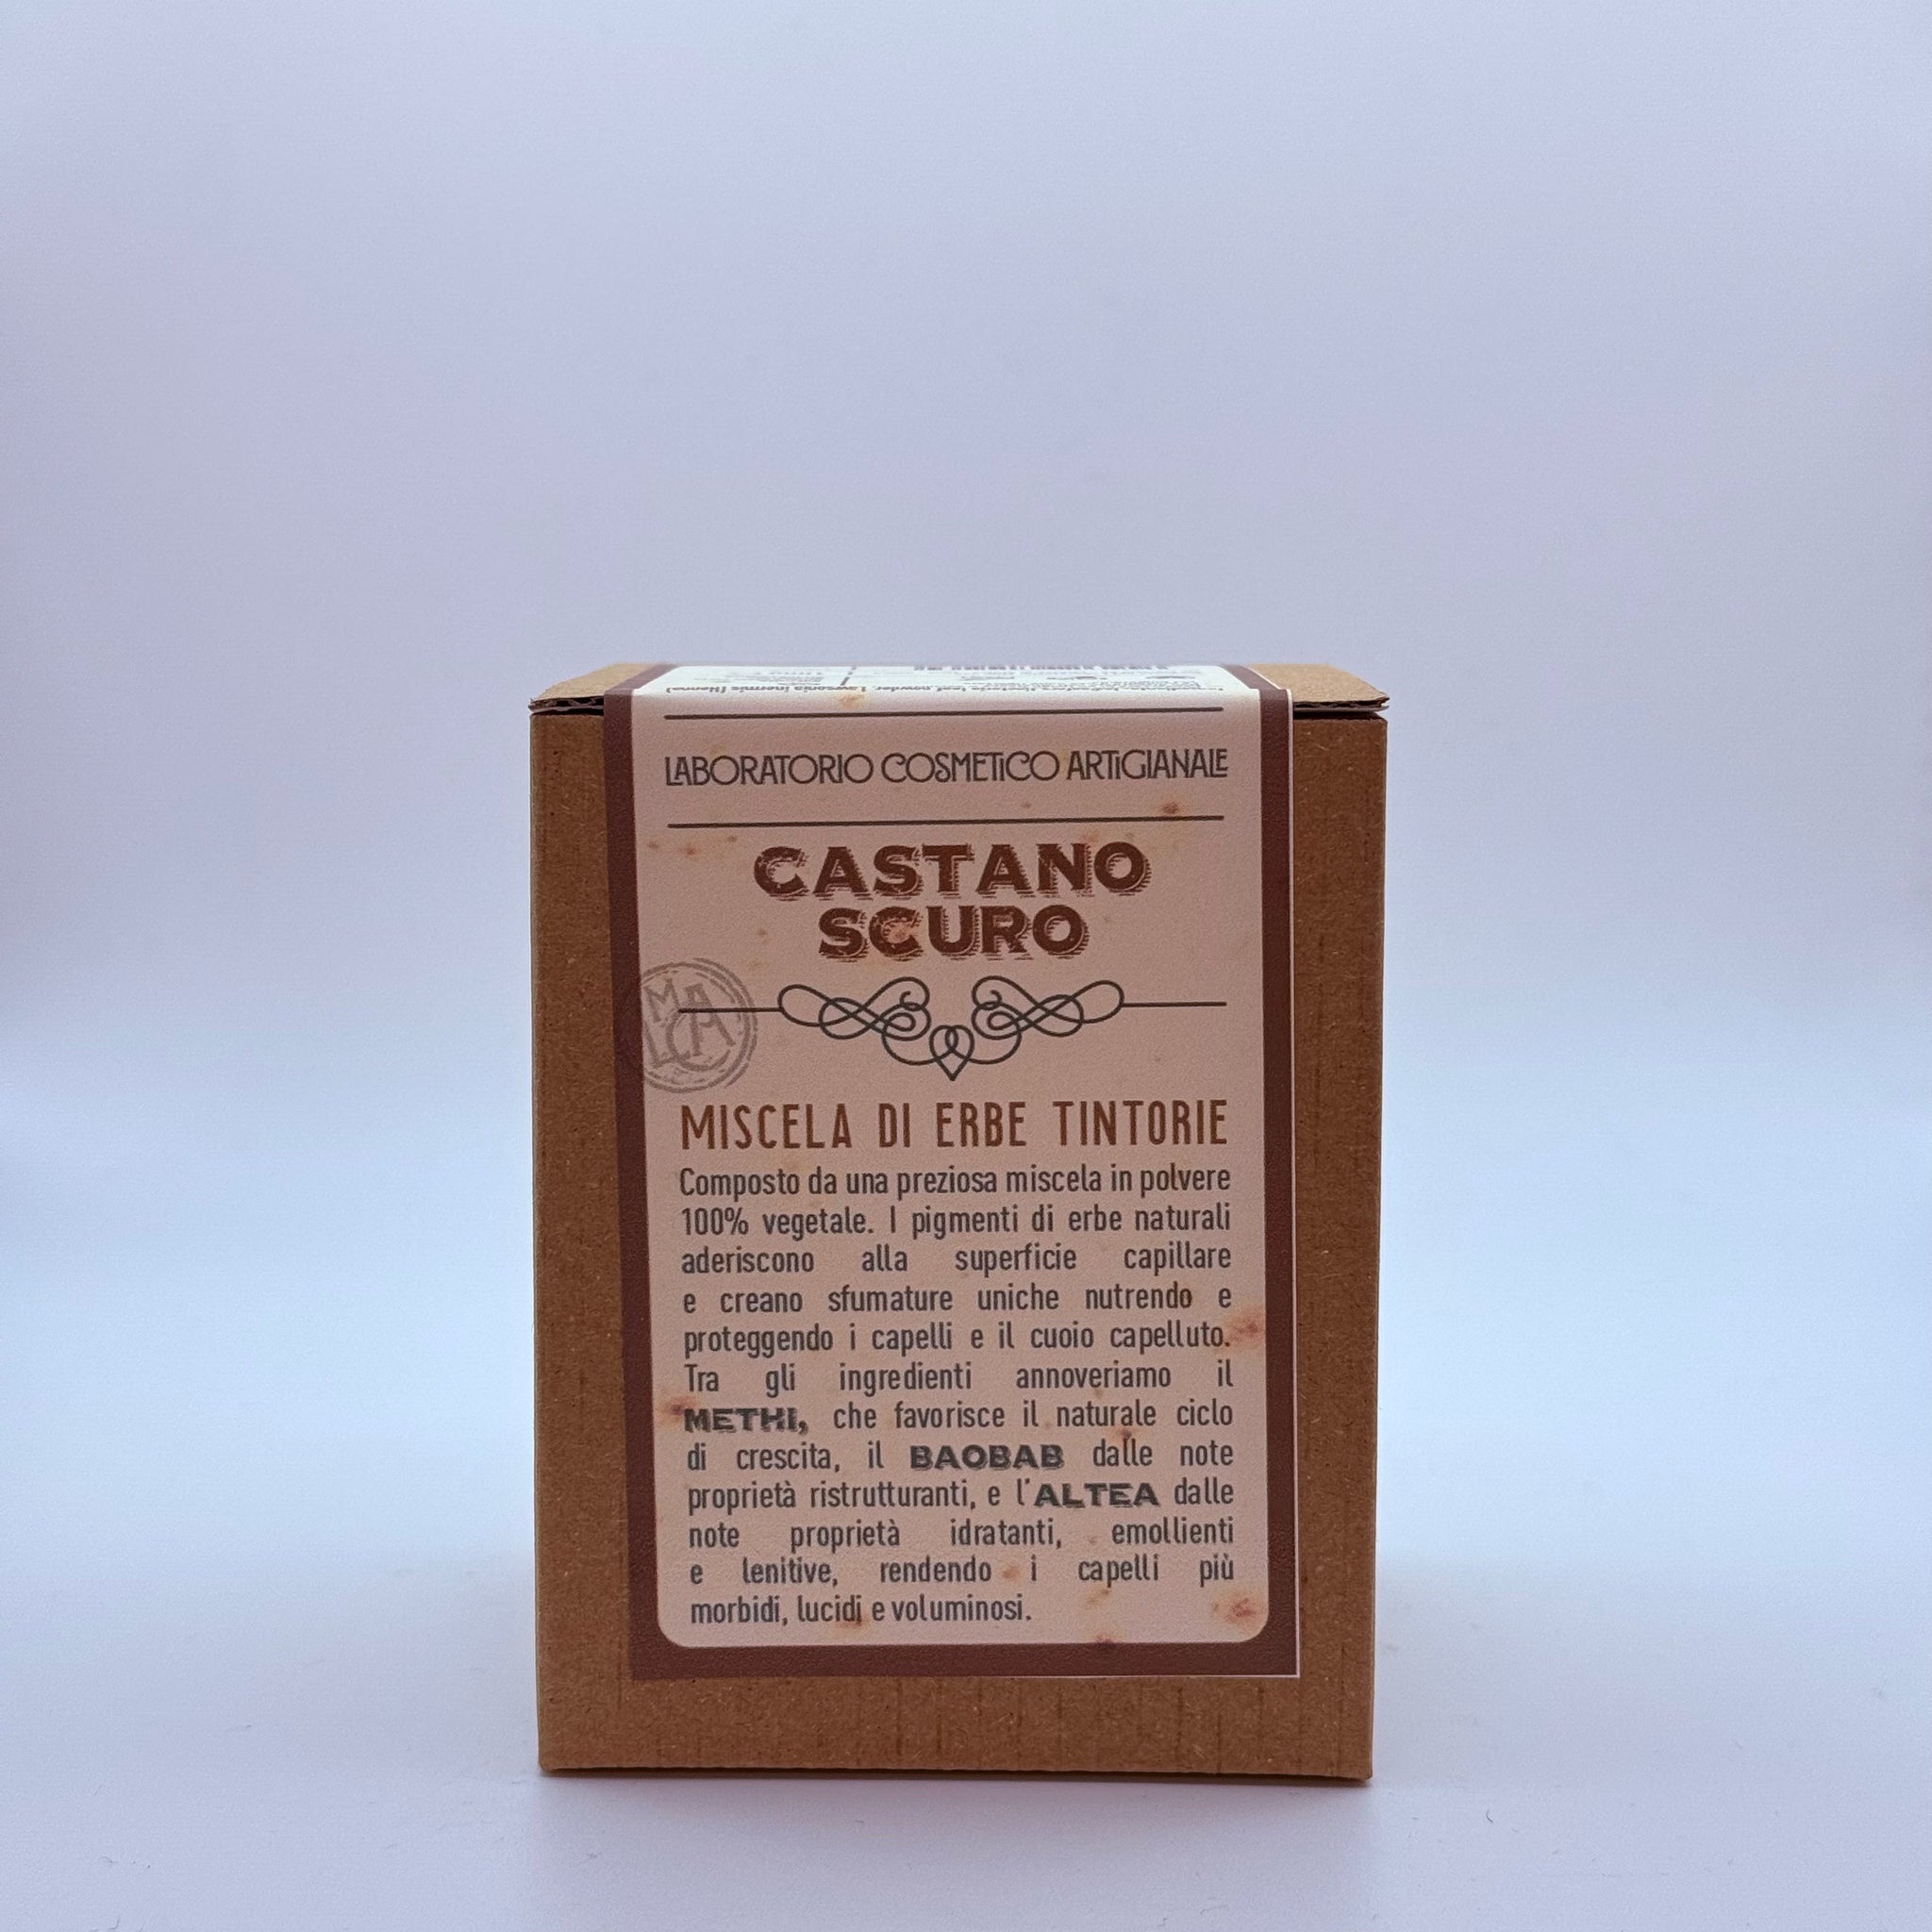 LABORATORIO COSMETICO ARTIGIANALE
CASTANO
SCURO
MCA
MISCELA DI ERBE TINTORIE
Composto da una preziosa miscela in polvere
100% vegetale. I pigmenti di erbe naturali
aderiscono alla superficie capillare
e creano sfumature uniche nutrendo e
proteggendo i capelli e il cuoio capelluto.
Tra gli ingredienti annoveriamo il
METHI, che favorisce il naturale ciclo
di crescita, il BAOBAB dalle note
proprietà ristrutturanti, e l'ALTEA dalle
note proprietà idratanti, emollienti
e lenitive, rendendo i capelli più
morbidi, lucidi e voluminosi.